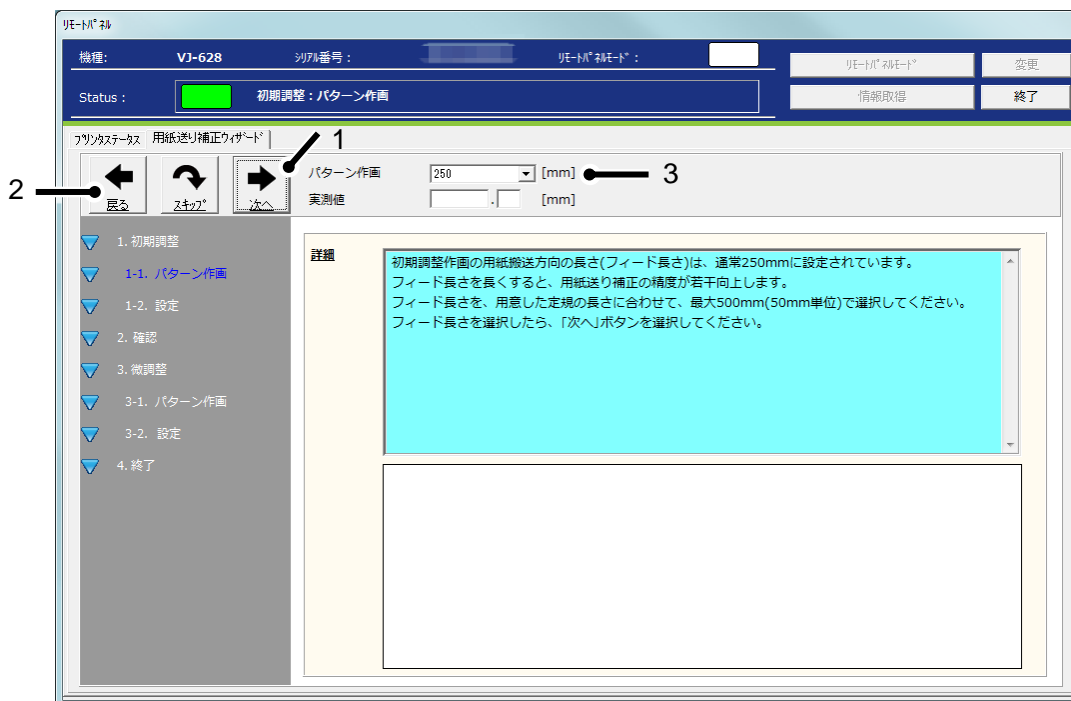 ﾘﾓｰﾄﾊﾟﾈﾙ
機種: VJ-628 ｼﾘｱﾙ番号： ﾘﾓｰﾄﾊﾟﾈﾙﾓｰﾄﾞ：
ﾘﾓｰﾄﾊﾟﾈﾙﾓｰﾄﾞ 変更
Status： 初期調整：パターン作画
情報取得 終了
ﾌﾟﾘﾝﾀｽﾃｰﾀｽ 用紙送り補正ｳｨｻﾞｰﾄﾞ
1
2
戻る ｽｷｯﾌﾟ 次へ
パターン作画 250 [mm] 3
実測値 . [mm]
1. 初期調整
1-1. パターン作画
1-2. 設定
2. 確認
3. 微調整
3-1. パターン作画
3-2. 設定
4. 終了
詳細
初期調整作画の用紙搬送方向の長さ(フィード長さ)は、通常250mmに設定されています。
フィード長さを長くすると、用紙送り補正の精度が若干向上します。
フィード長さを、用意した定規の長さに合わせて、最大500mm(50mm単位)で選択してください。
フィード長さを選択したら、「次へ」ボタンを選択してください。